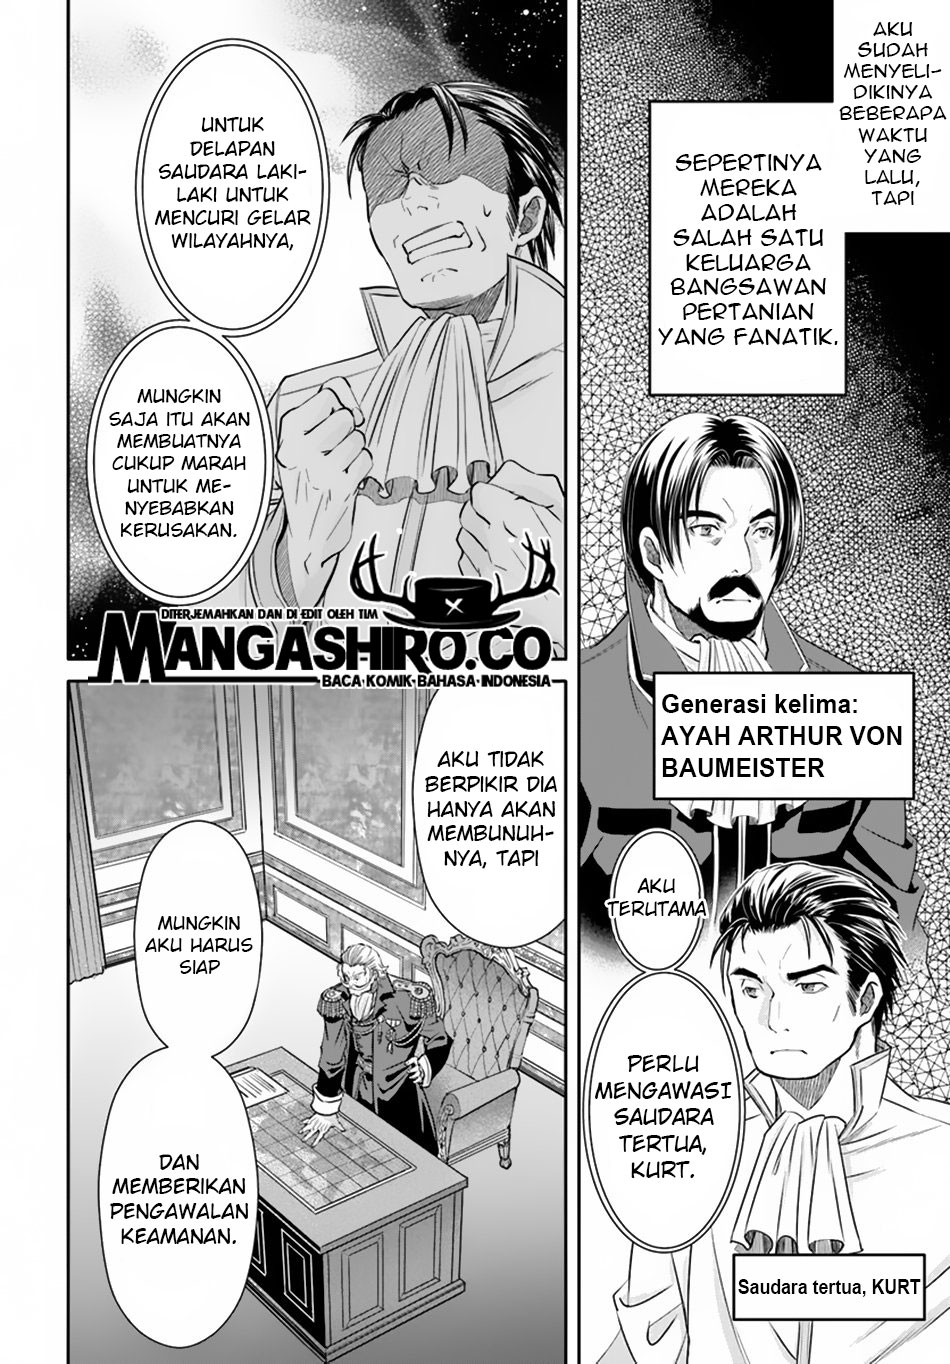 AKU
SUDAH
MENYELI-
DIKINYA
BEBERAPA
WAKTU
YANG
LALU,
TAPI
SEPERTINYA
MEREKA
ADALAH
SALAH SATU
KELUARGA
BANGSAWAN
PERTANIAN
YANG FANATIK.
Generasi kelima:
AYAH ARTHUR VON
BAUMEISTER
AKU
TERUTAMA
PERLU
MENGAWASI
SAUDARA
TERTUA,
KURT.
Saudara tertua, KURT
UNTUK
DELAPAN
SAUDARA LAKI-
LAKI UNTUK
MENCURI GELAR
WILAYAHNYA,
MUNGKIN
SAJA ITU AKAN
MEMBUATNYA
CUKUP MARAH
UNTUK ME-
NYEBABKAN
KERUSAKAN.
DITERJEMAHKAN DAN DI EDIT OLEH TIM
MANGASHIRO.CO
BACA KOMIK BAHASA INDONESIA
AKU TIDAK
BERPIKIR DIA
HANYA AKAN
MEMBUNUH-
NYA, TAPI
MUNGKIN
AKU HARUS
SIAP
DAN
MEMBERIKAN
PENGAWALAN
KEAMANAN.